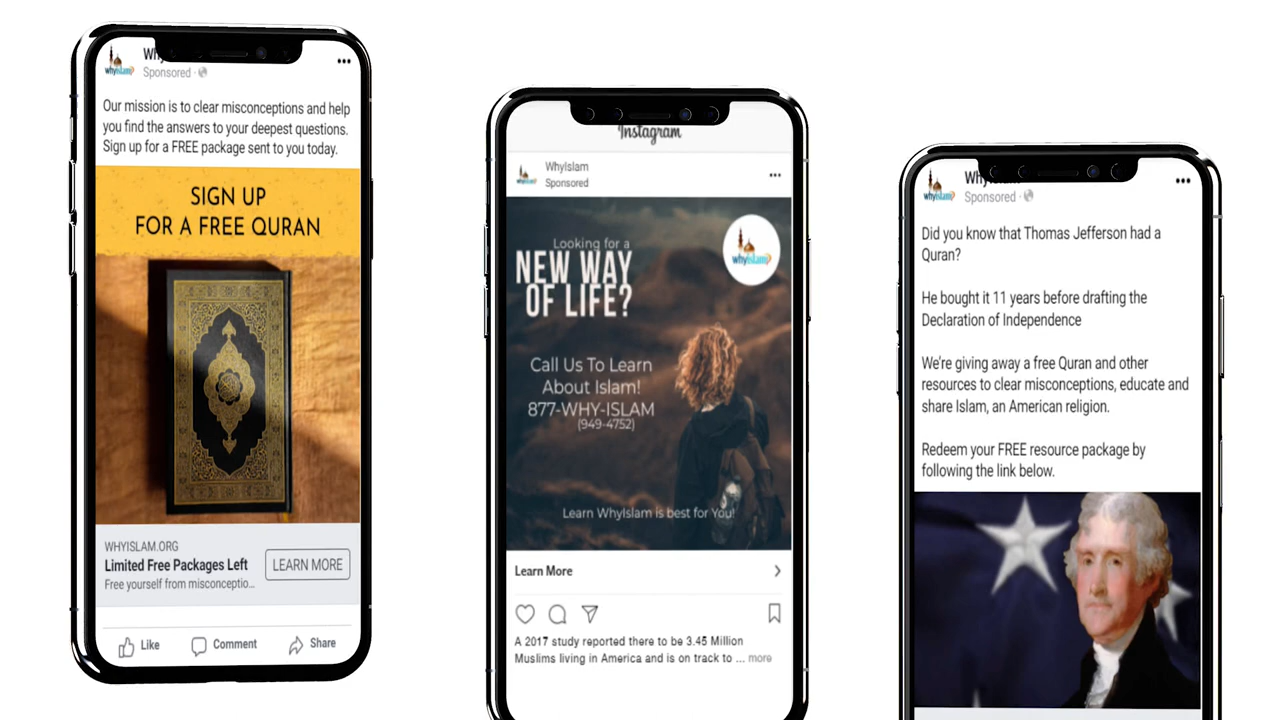 whyislam?
Sponsored
Our mission is to clear misconceptions and help
you find the answers to your deepest questions.
Sign up for a FREE package sent to you today.
SIGN UP
FOR A FREE QURAN
WHYISLAM.ORG
Limited Free Packages Left
Free yourself from misconceptio...
LEARN MORE
Like
Comment
Share
Instagram
WhyIslam
Sponsored
Looking for a
NEW WAY
OF LIFE?
whyislam?
Call Us To Learn
About Islam!
877-WHY-ISLAM
(949-4752)
Learn WhyIslam is best for You!
Learn More
A 2017 study reported there to be 3.45 Million
Muslims living in America and is on track to ... more
whyislam?
Sponsored
Did you know that Thomas Jefferson had a
Quran?
He bought it 11 years before drafting the
Declaration of Independence
We're giving away a free Quran and other
resources to clear misconceptions, educate and
share Islam, an American religion.
Redeem your FREE resource package by
following the link below.